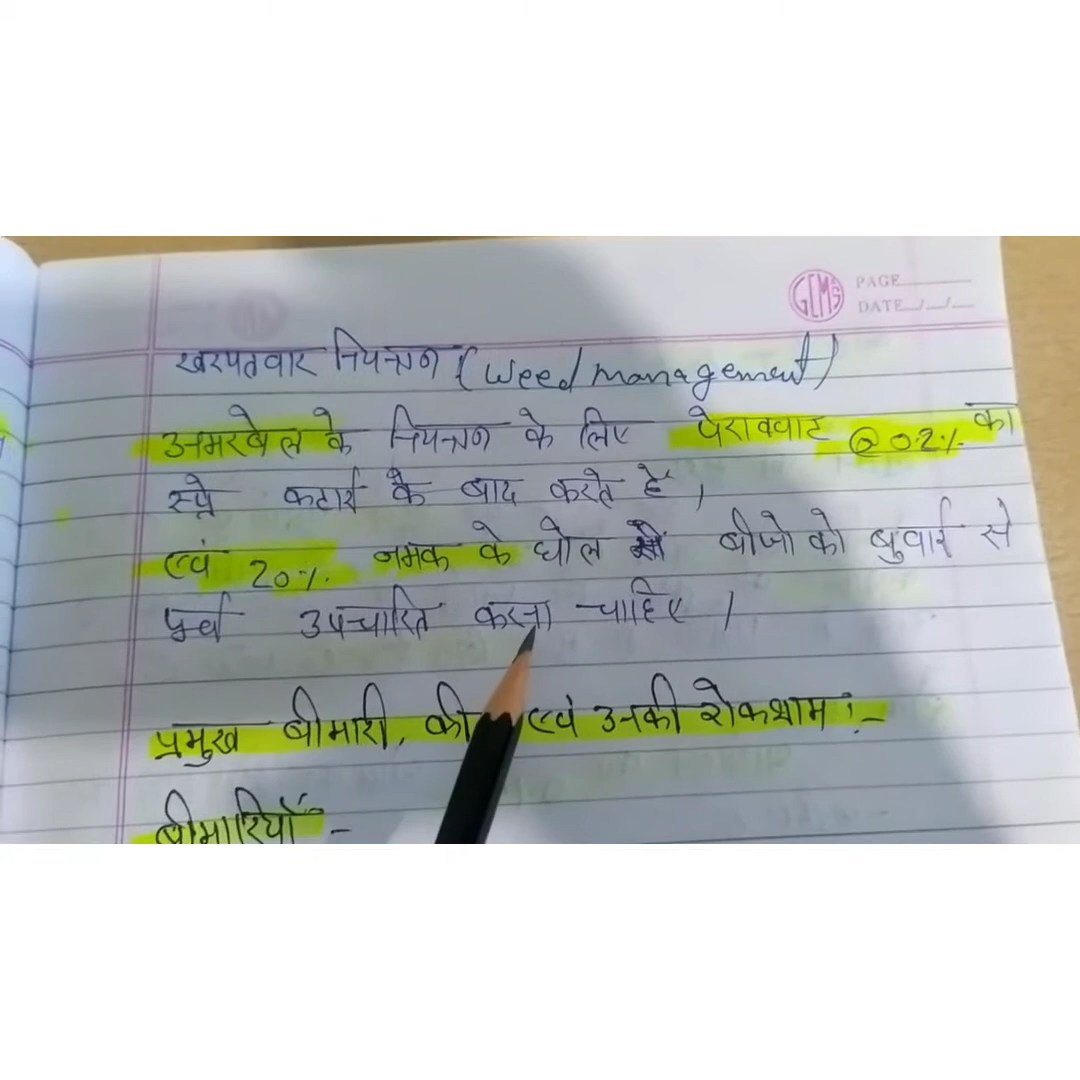 GEMS PAGE
DATE / /
खरपतवार नियन्त्रण (weed management)
अमरबेल के नियन्त्रण के लिए पेराक्वाट @ 0.2% का
स्प्रे कटाई के बाद करते हैं ।
एवं 20% नमक के घोल से बीजो को बुवाई से
पूर्व उपचारित करना चाहिए ।
प्रमुख बीमारी, की एवं उनकी रोकथाम :-
बीमारियाँ -